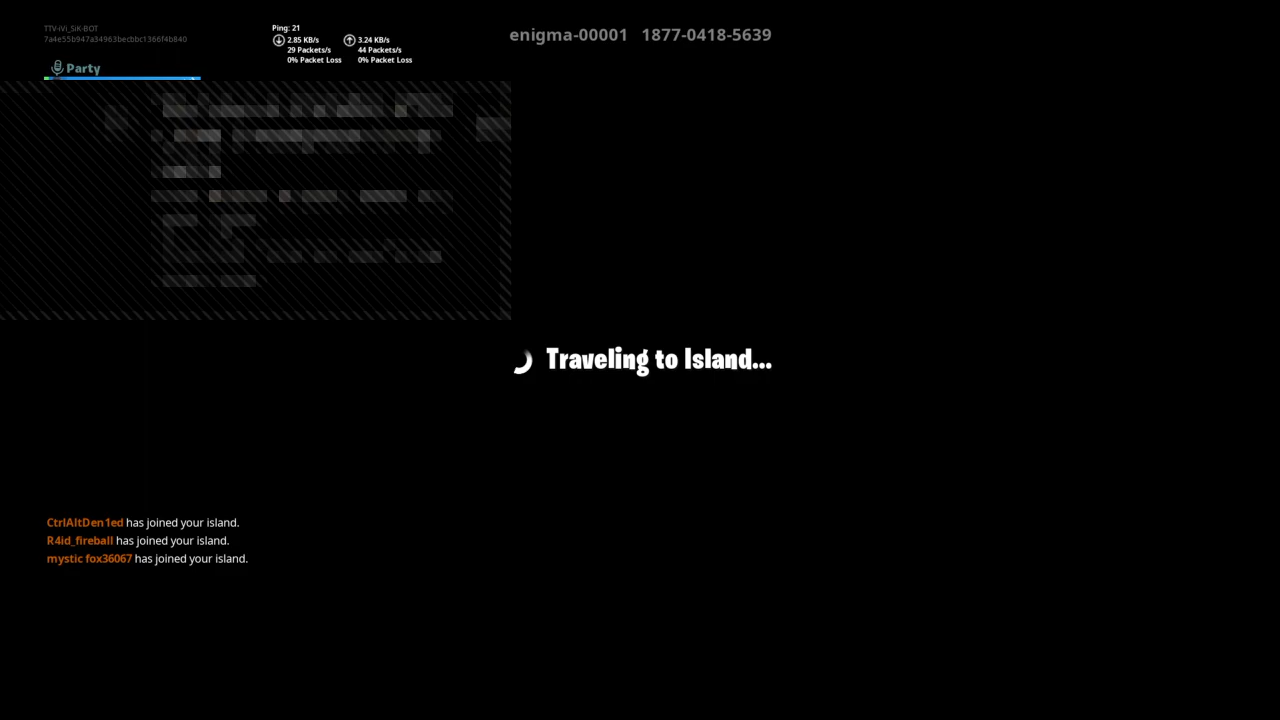 TTV-iVi_SiK-BOT
7a4e55b947a34963becbbc1366f4b840
Party
Ping: 21
2.85 KB/s 3.24 KB/s
29 Packets/s 44 Packets/s
0% Packet Loss 0% Packet Loss
enigma-00001 1877-0418-5639
Traveling to Island...
CtrlAltDen1ed has joined your island.
R4id_fireball has joined your island.
mystic fox36067 has joined your island.